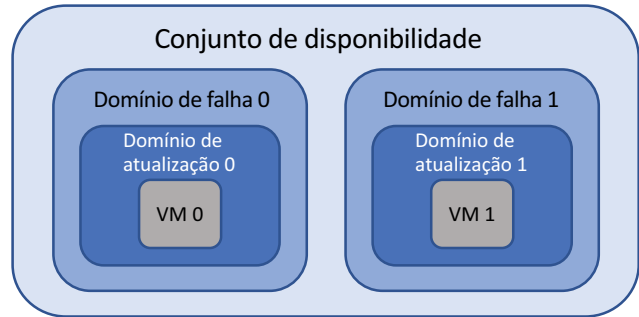 Conjunto de disponibilidade
Domínio de falha 0
Domínio de falha 1
Domínio de
atualização 0
Domínio de
atualização 1
VM 0
VM 1